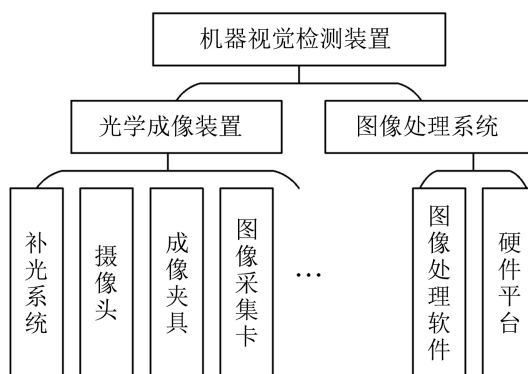 机器视觉检测装置
光学成像装置
图像处理系统
补光系统
摄像头
成像夹具
图像采集卡
…
图像处理软件
硬件平台